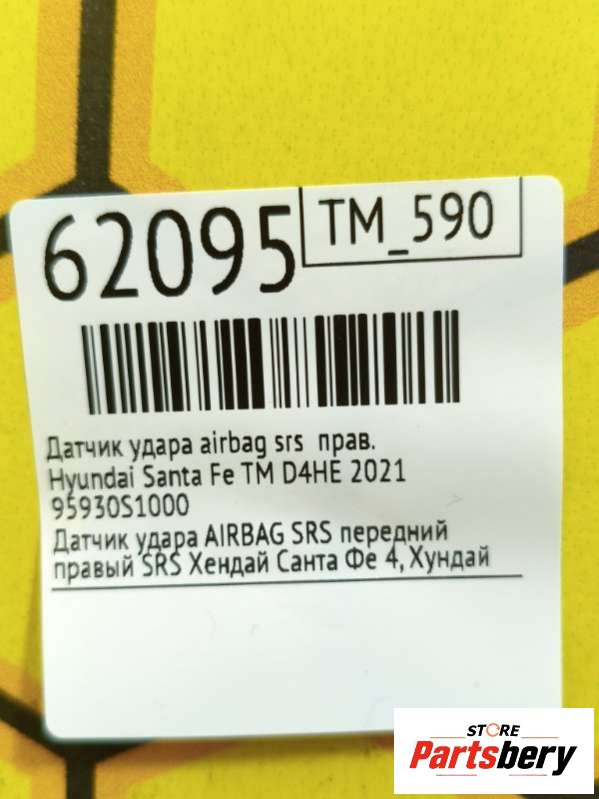 62095
TM_590
Датчик удара airbag srs прав.
Hyundai Santa Fe TM D4HE 2021
95930S1000
Датчик удара AIRBAG SRS передний
правый SRS Хендай Санта Фе 4, Хундай
STORE
Partsbery